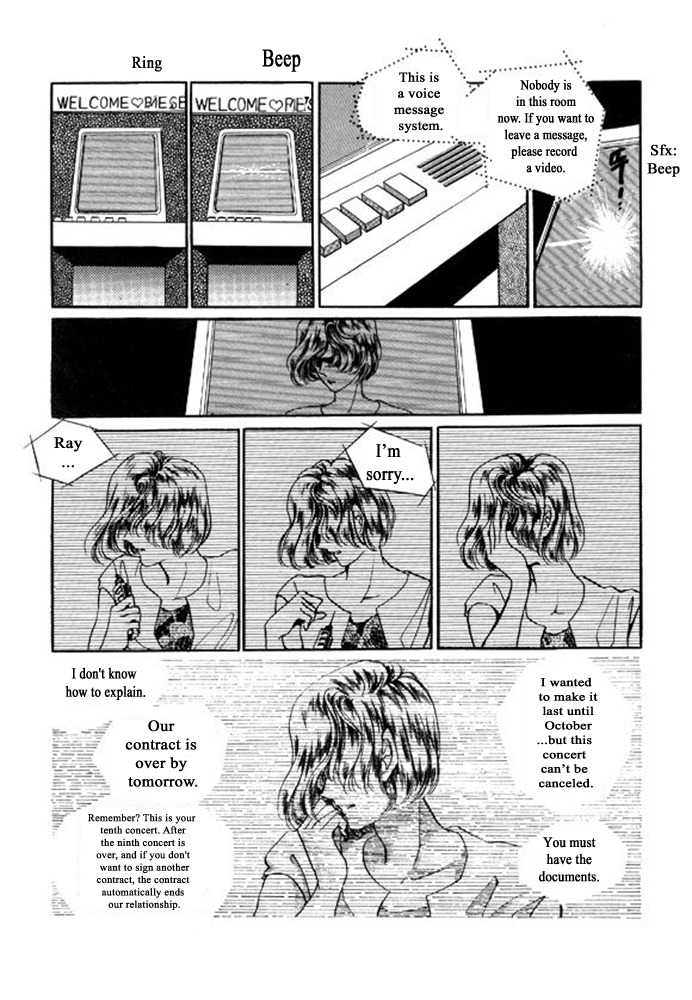 Ring
Beep
WELCOME♡BIESE
WELCOME♡PIE'S
This is
a voice
message
system.
Nobody is
in this room
now. If you want to
leave a message,
please record
a video.
Sfx:
Beep
Ray
...
I'm
sorry...
I don't know
how to explain.
Our
contract is
over by
tomorrow.
Remember? This is your
tenth concert. After
the ninth concert is
over, and if you don't
want to sign another
contract, the contract
automatically ends
our relationship.
I wanted
to make it
last until
October
...but this
concert
can't be
canceled.
You must
have the
documents.